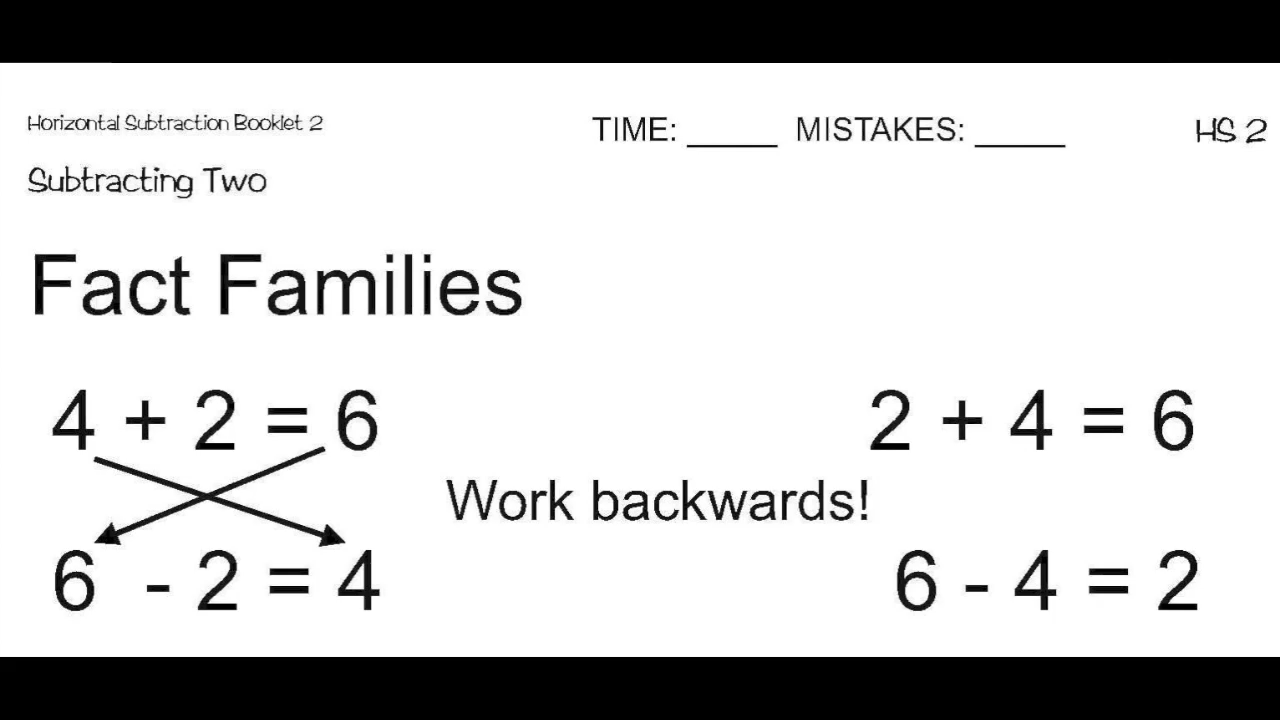 Horizontal Subtraction Booklet 2
TIME: _____ MISTAKES: _____
HS 2
Subtracting Two
Fact Families
4 + 2 = 6
2 + 4 = 6
Work backwards!
6 - 2 = 4
6 - 4 = 2